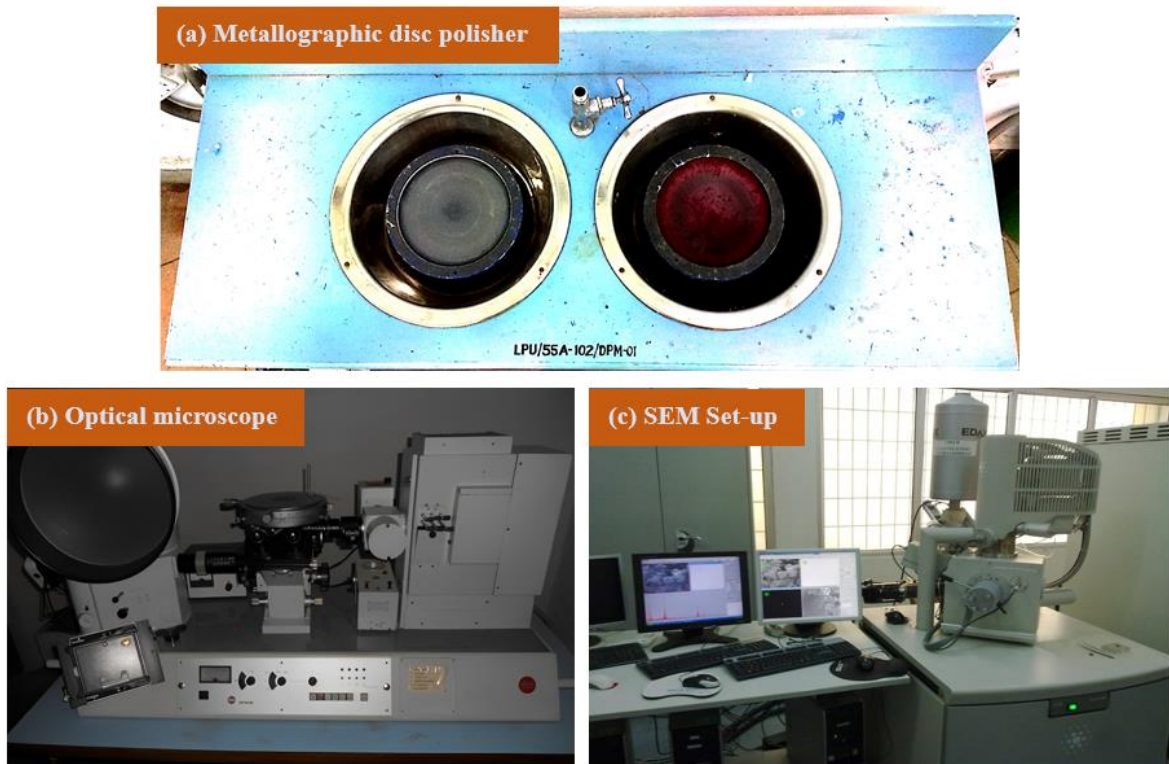 (a) Metallographic disc polisher
LPU/55A-102/DPM-01
(b) Optical microscope
(c) SEM Set-up
EDAX